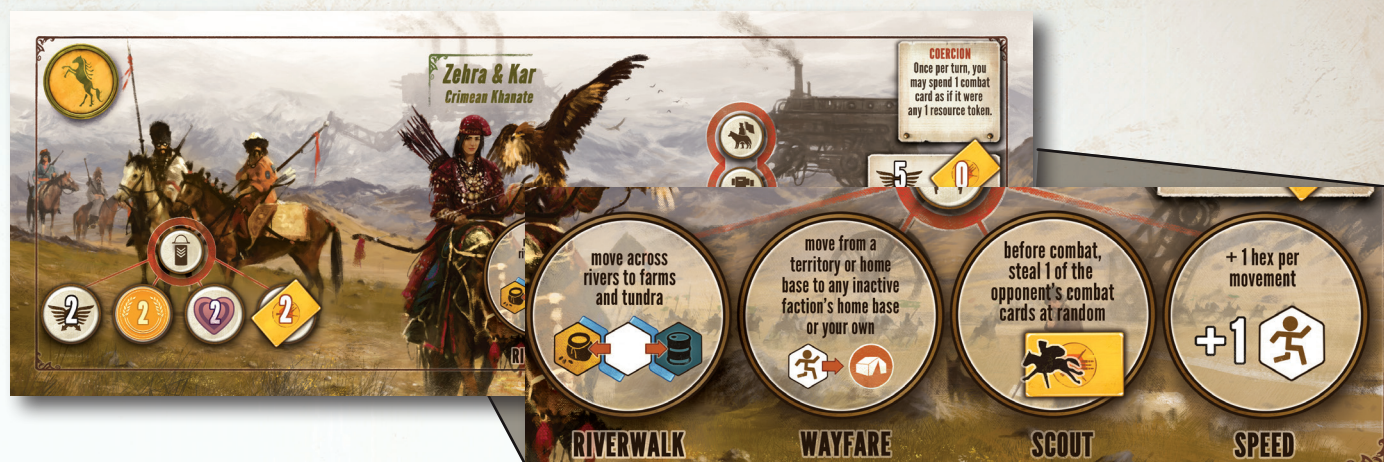 Zehra & Kar
Crimean Khanate
COERCION
Once per turn, you
may spend 1 combat
card as if it were
any 1 resource token.
5
0
2
2
2
2
move across
rivers to farms
and tundra
RIVERWALK
move from a
territory or home
base to any inactive
faction's home base
or your own
WAYFARE
before combat,
steal 1 of the
opponent's combat
cards at random
SCOUT
+ 1 hex per
movement
+1
SPEED